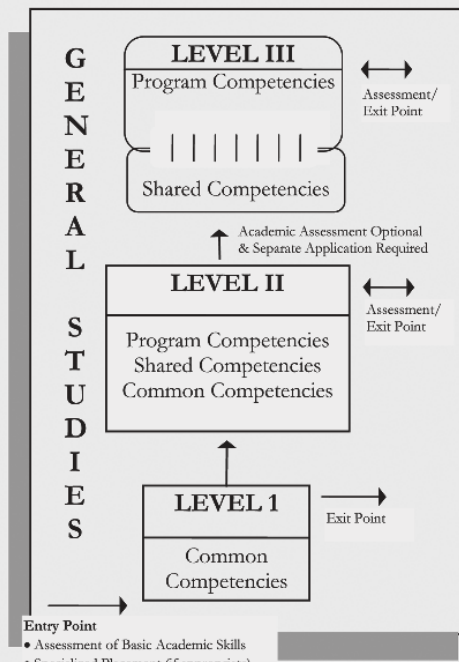 GENERAL STUDIES
LEVEL III
Program Competencies
Shared Competencies
Assessment/
Exit Point
Academic Assessment Optional
& Separate Application Required
LEVEL II
Program Competencies
Shared Competencies
Common Competencies
Assessment/
Exit Point
LEVEL 1
Common
Competencies
Exit Point
Entry Point
● Assessment of Basic Academic Skills